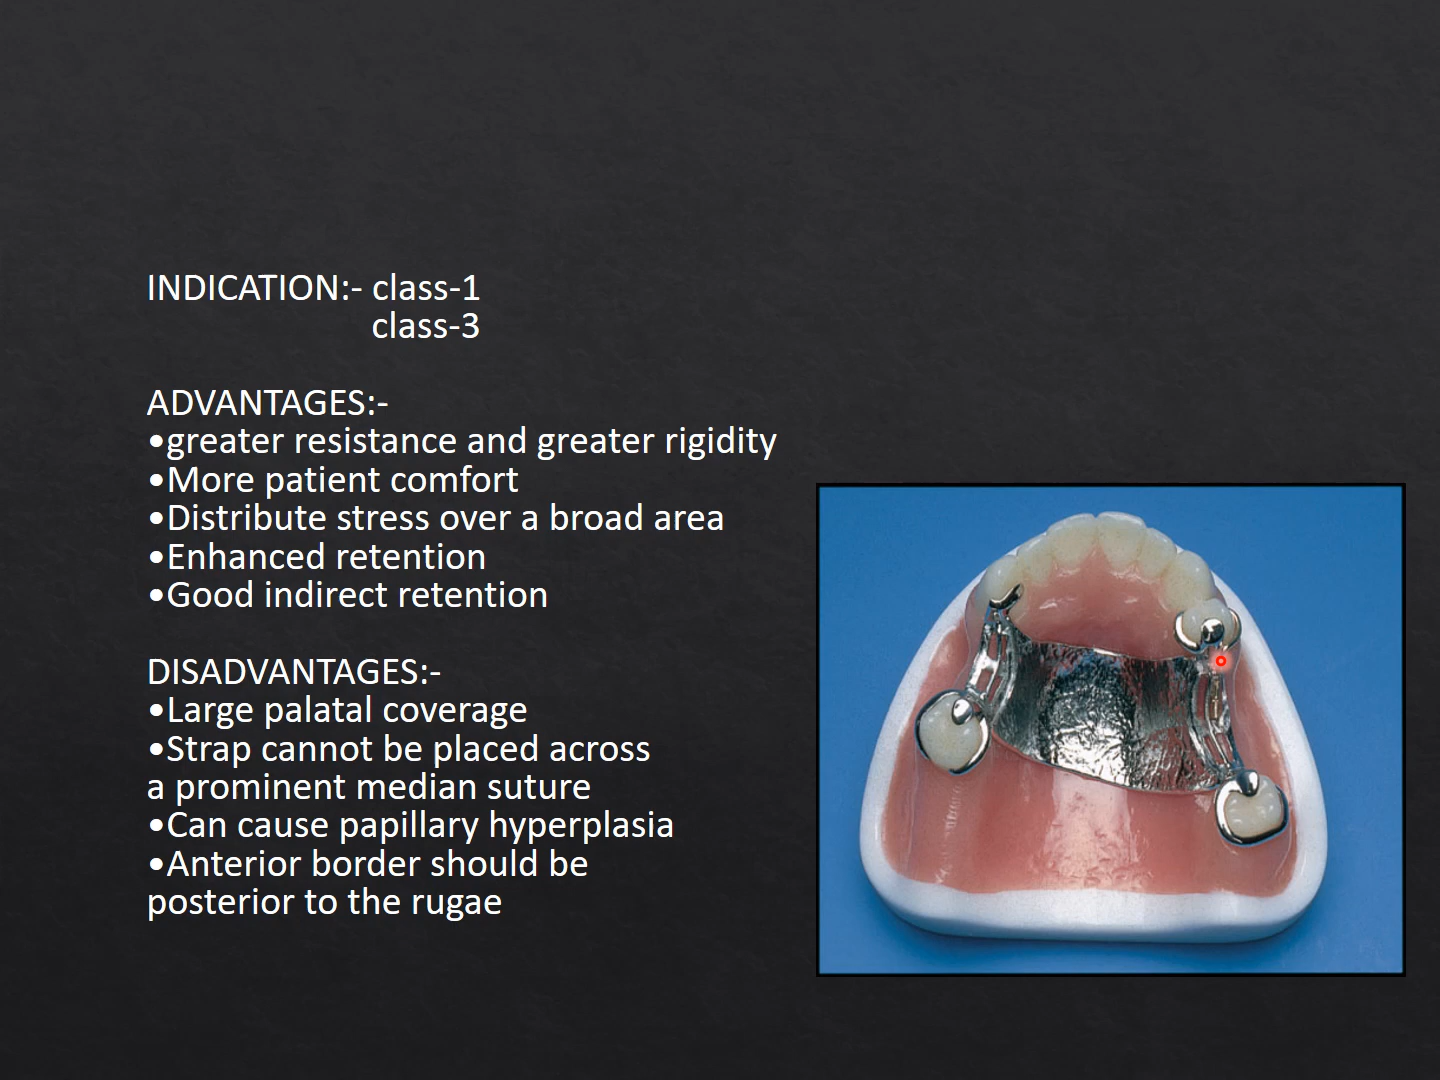 INDICATION:- class-1
class-3
ADVANTAGES:-
•greater resistance and greater rigidity
•More patient comfort
•Distribute stress over a broad area
•Enhanced retention
•Good indirect retention
DISADVANTAGES:-
•Large palatal coverage
•Strap cannot be placed across
a prominent median suture
•Can cause papillary hyperplasia
•Anterior border should be
posterior to the rugae